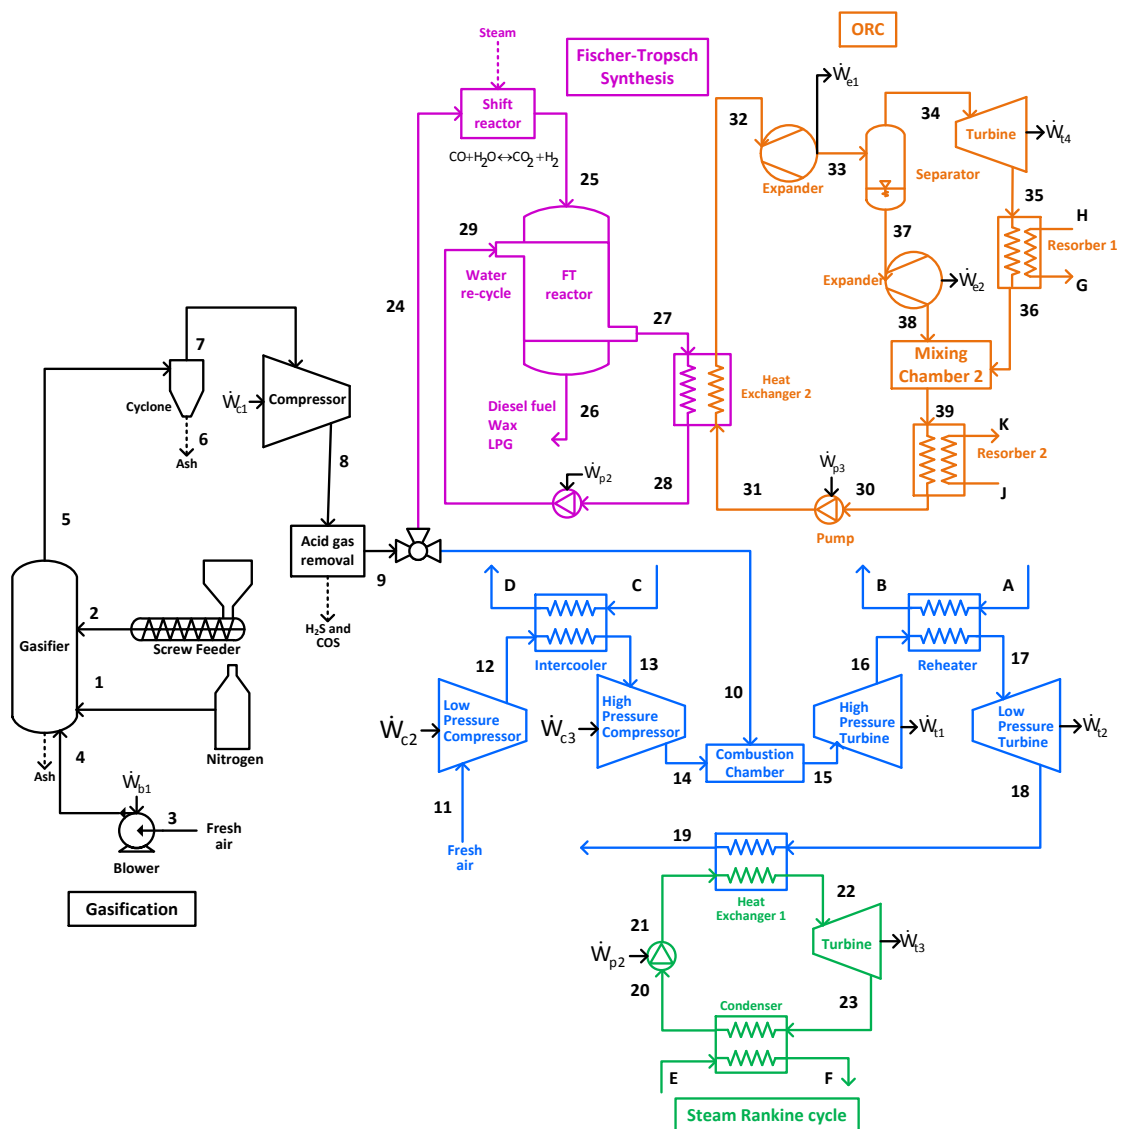 ORC
Steam
Fischer-Tropsch
Synthesis
Ẇe1
Shift
reactor
32
34
Turbine
Ẇt4
CO+H2O↔CO2+H2
33
Expander
Separator
25
35
H
Resorber 1
G
29
37
Water
re-cycle
FT
reactor
Expander
Ẇe2
24
27
38
36
7
Mixing
Chamber 2
Cyclone
Ẇc1
Compressor
Heat
Exchanger 2
26
Diesel fuel
Wax
LPG
39
K
Resorber 2
J
6
Ash
8
Ẇp2
28
Ẇp3
31
30
Pump
5
Acid gas
removal
9
H2S and
COS
D
C
B
A
2
Gasifier
Screw Feeder
12
Intercooler
13
16
Reheater
17
1
10
Low
Pressure
Compressor
High
Pressure
Compressor
High
Pressure
Turbine
Low
Pressure
Turbine
Ẇc2
Ẇc3
Ẇt1
Ẇt2
Nitrogen
4
Ash
14
Combustion
Chamber
15
Ẇb1
18
11
3
Fresh
air
Blower
Fresh
air
19
Heat
Exchanger 1
22
Gasification
21
Turbine
Ẇt3
Ẇp2
20
23
Condenser
E
F
Steam Rankine cycle